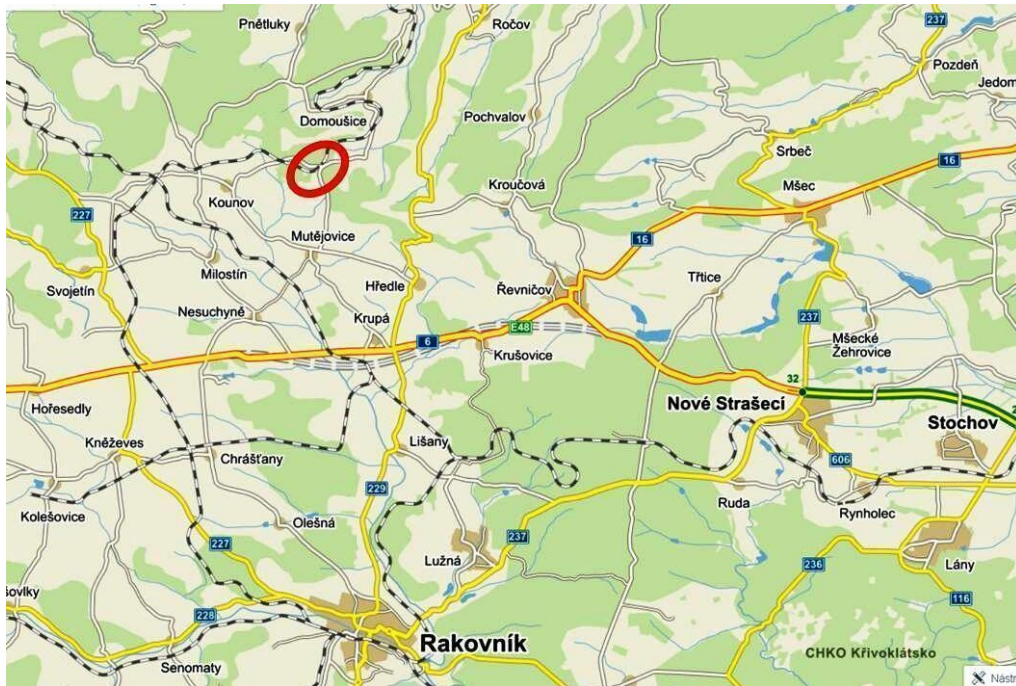 Pnětluky
Ročov
237
Pozdeň
Jedom
Domoušice
Pochvalov
Srbeč
16
Kounov
Kroučová
Mšec
227
Mutějovice
16
Milostín
Hředle
Třtice
Svojetín
Řevničov
Nesuchyně
Krupá
237
E48
6
Krušovice
Mšecké
Žehrovice
32
Hořesedly
Nové Strašecí
Stochov
2
Kněževes
Lišany
Chrášťany
606
229
Ruda
Rynholec
Kolešovice
Olešná
237
227
Lužná
236
Lány
šovlky
228
116
Rakovník
CHKO Křivoklátsko
Senomaty
Nástr